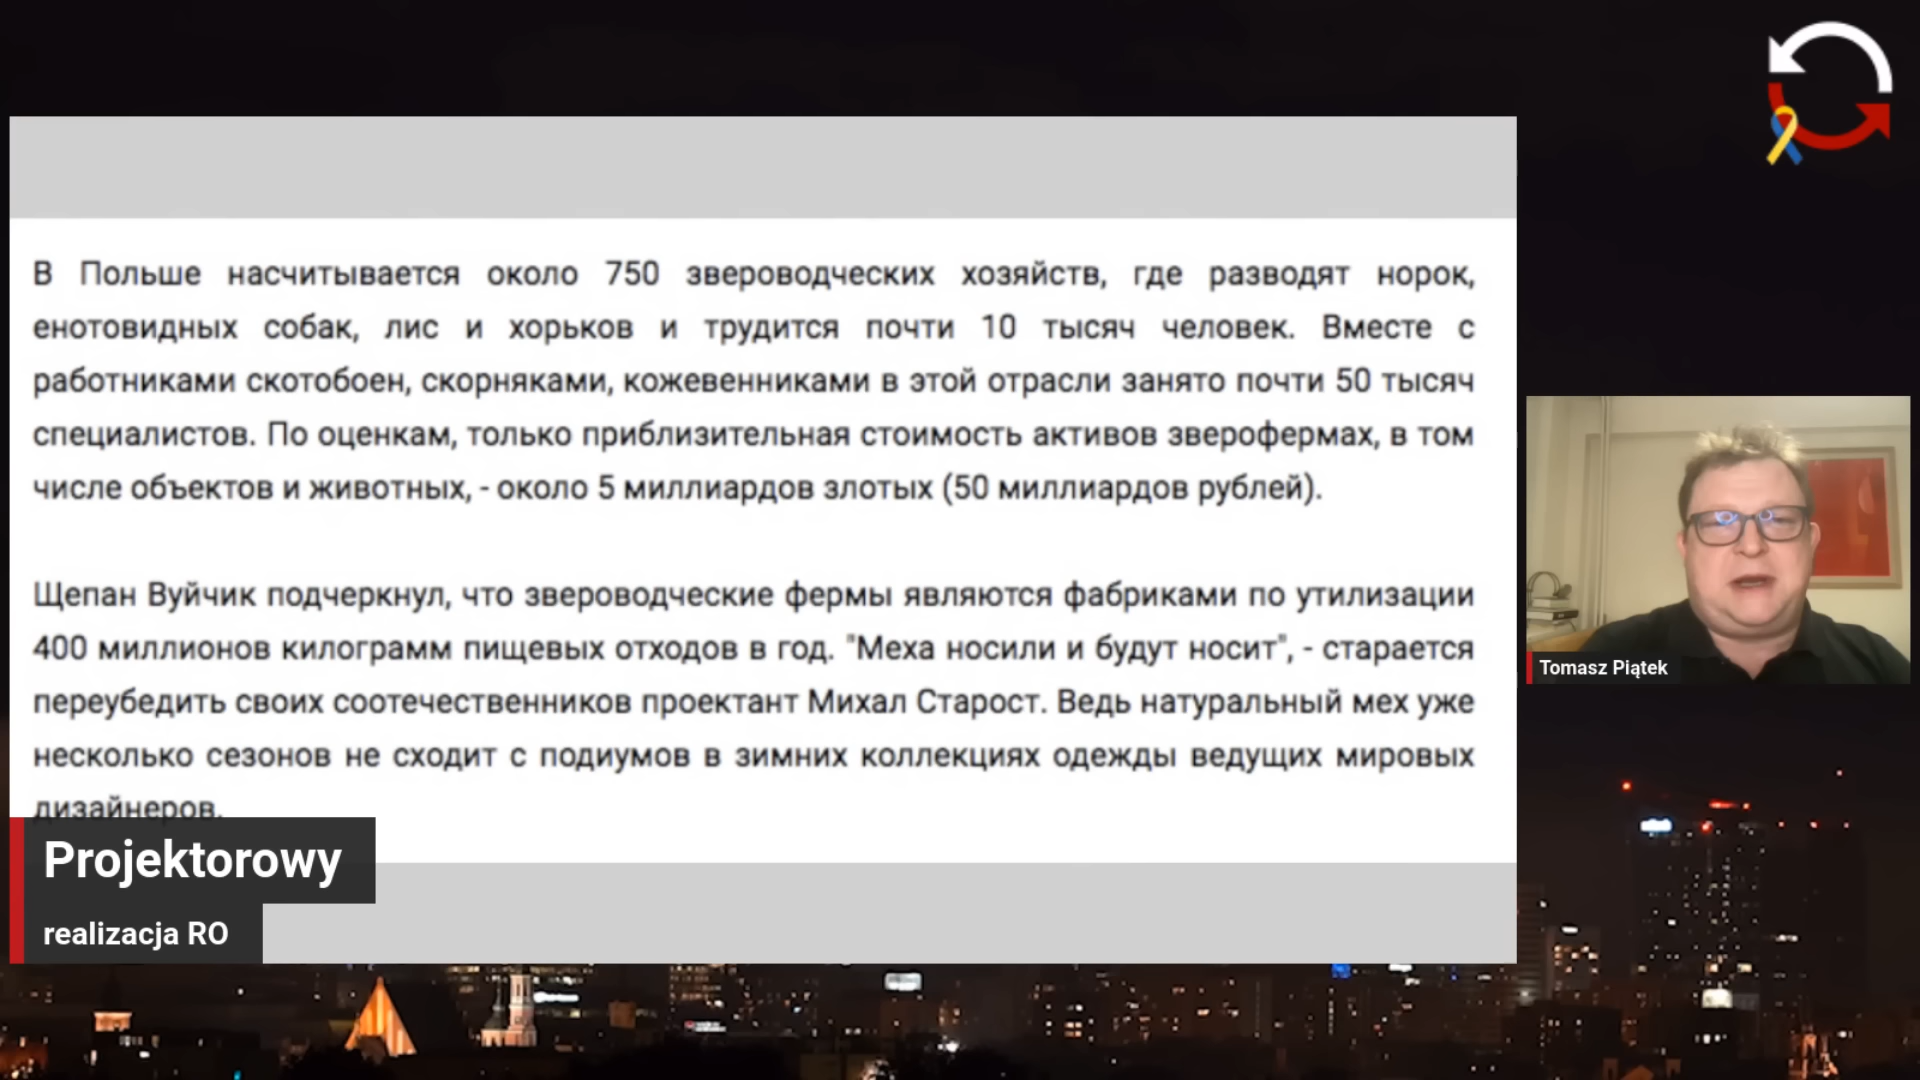 В Польше насчитывается около 750 звероводческих хозяйств, где разводят норок,
енотовидных собак, лис и хорьков и трудится почти 10 тысяч человек. Вместе с
работниками скотобоен, скорняками, кожевенниками в этой отрасли занято почти 50 тысяч
специалистов. По оценкам, только приблизительная стоимость активов зверофермах, в том
числе объектов и животных, - около 5 миллиардов злотых (50 миллиардов рублей).
Щепан Вуйчик подчеркнул, что звероводческие фермы являются фабриками по утилизации
400 миллионов килограмм пищевых отходов в год. "Меха носили и будут носит", - старается
переубедить своих соотечественников проектант Михал Старост. Ведь натуральный мех уже
несколько сезонов не сходит с подиумов в зимних коллекциях одежды ведущих мировых
дизайнеров.
Tomasz Piątek
Projektorowy
realizacja RO